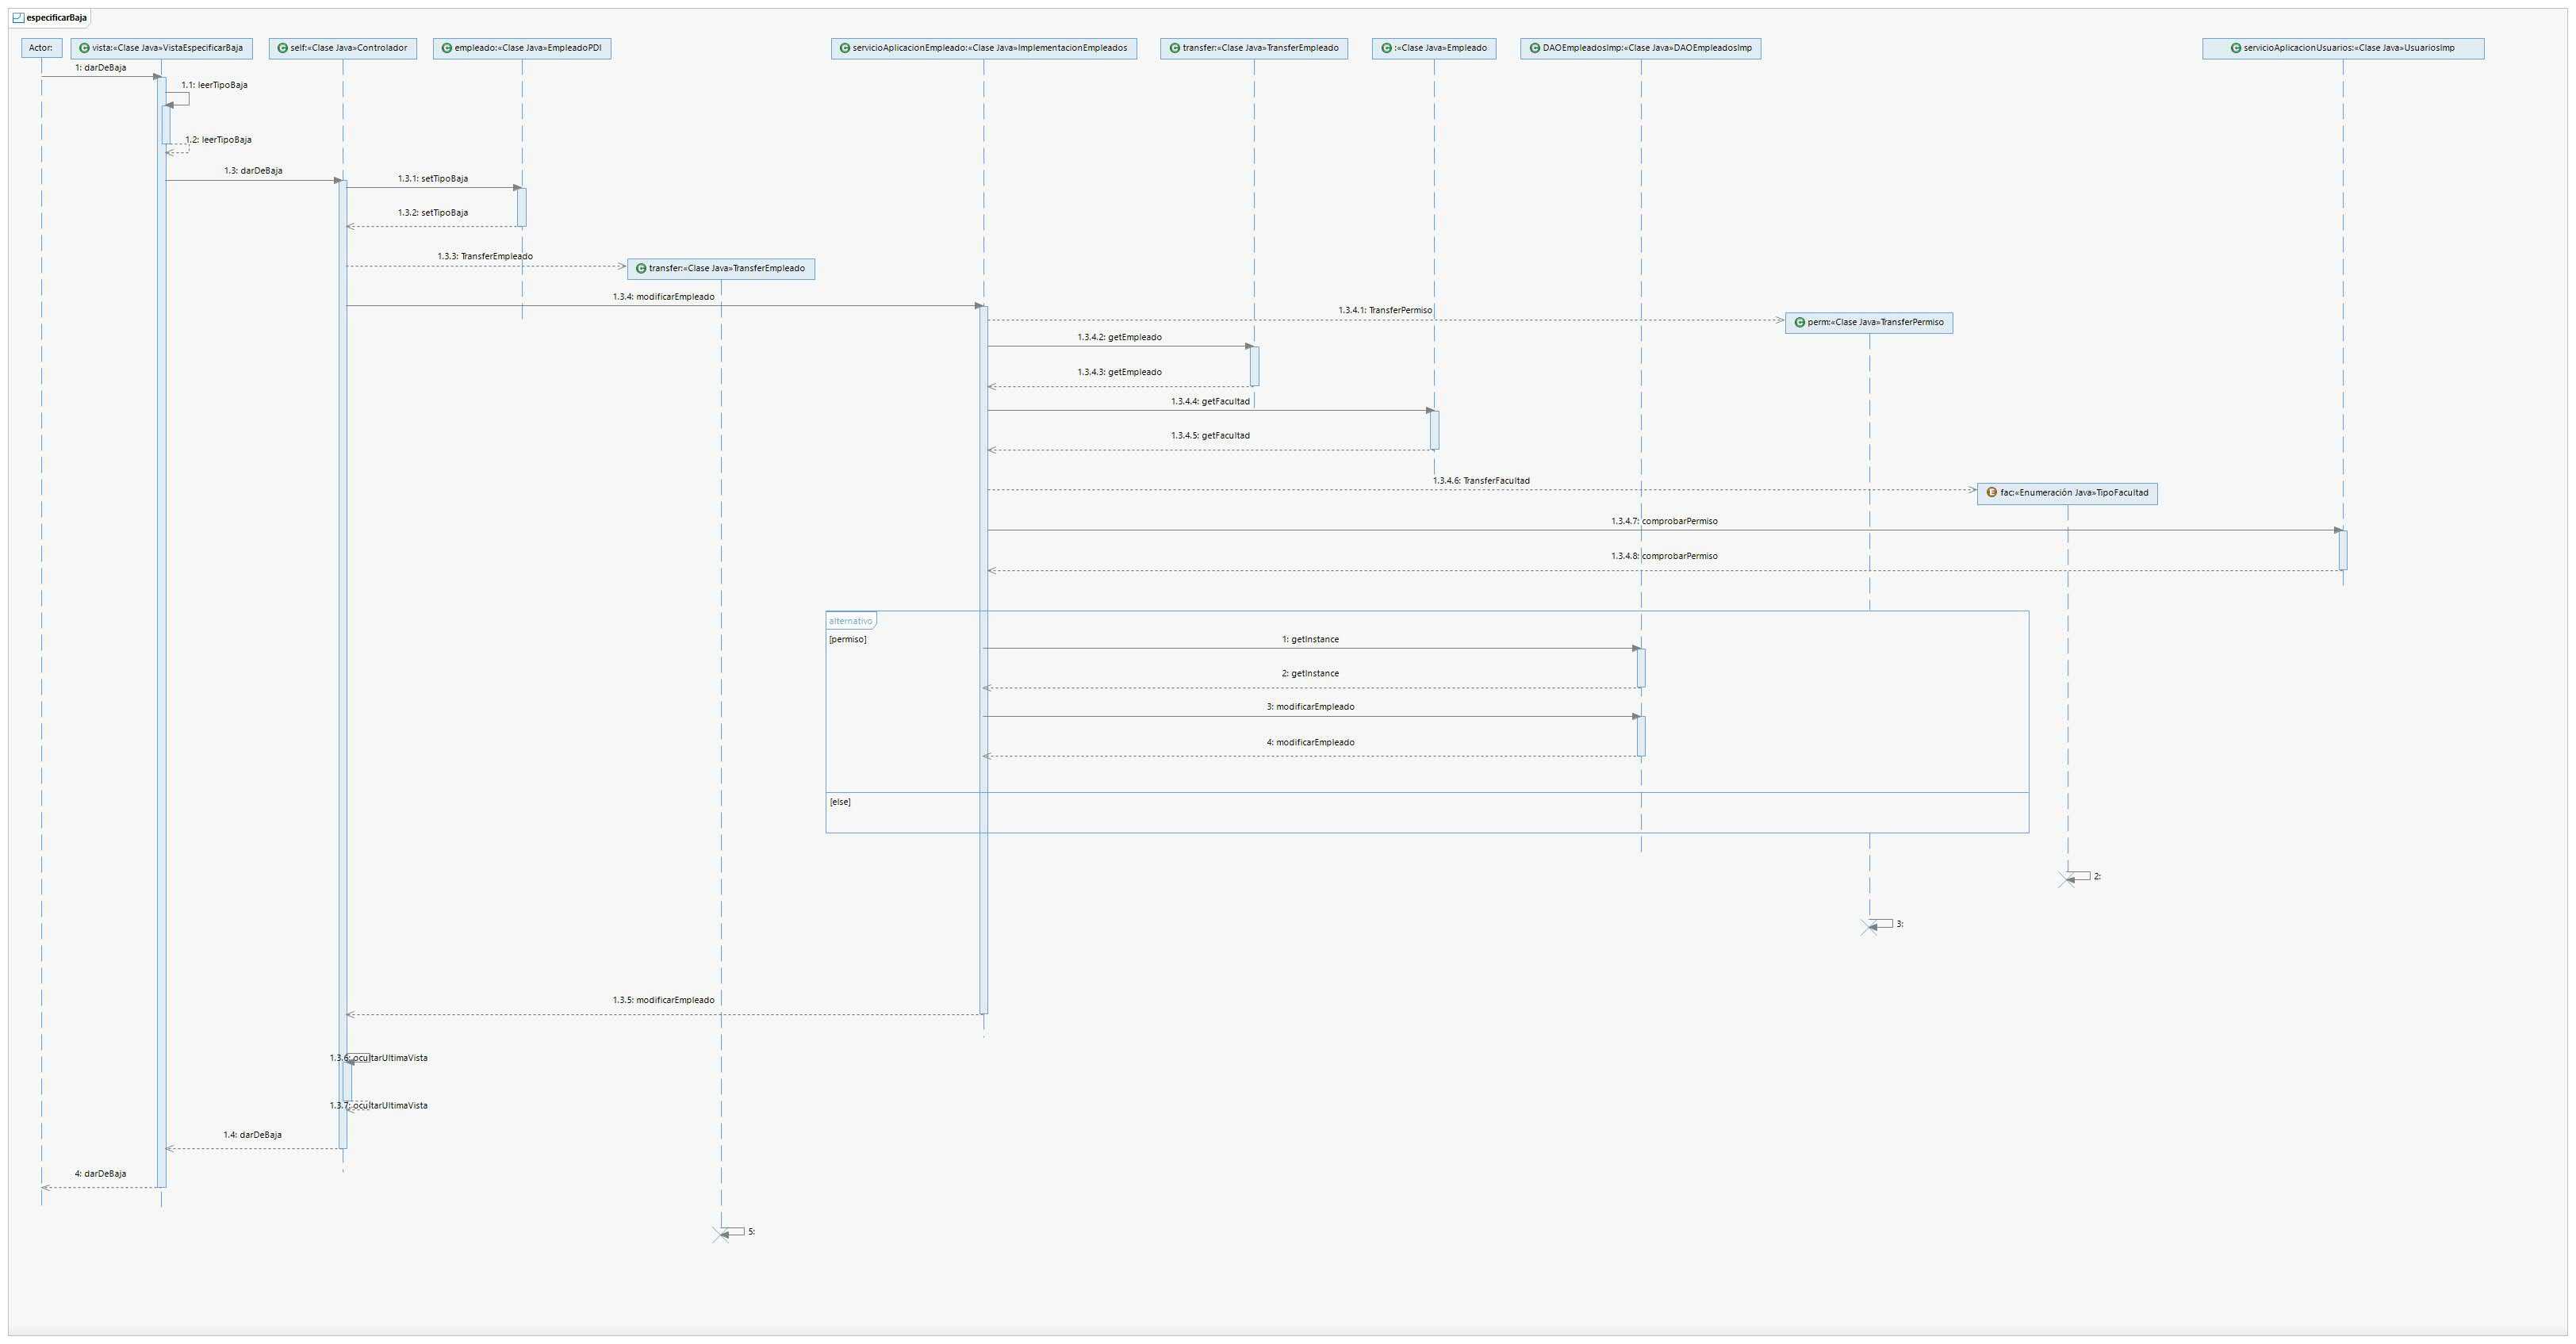 especificarBaja
Actor:
vista:«Clase Java»VistaEspecificarBaja
self:«Clase Java»Controlador
empleado:«Clase Java»EmpleadoPDI
servicioAplicacionEmpleado:«Clase Java»ImplementacionEmpleados
transfer:«Clase Java»TransferEmpleado
:«Clase Java»Empleado
DAOEmpleadosImp:«Clase Java»DAOEmpleadosImp
servicioAplicacionUsuarios:«Clase Java»UsuariosImp
1: darDeBaja
1.1: leerTipoBaja
1.2: leerTipoBaja
1.3: darDeBaja
1.3.1: setTipoBaja
1.3.2: setTipoBaja
1.3.3: TransferEmpleado
transfer:«Clase Java»TransferEmpleado
1.3.4: modificarEmpleado
1.3.4.1: TransferPermiso
perm:«Clase Java»TransferPermiso
1.3.4.2: getEmpleado
1.3.4.3: getEmpleado
1.3.4.4: getFacultad
1.3.4.5: getFacultad
1.3.4.6: TransferFacultad
fac:«Enumeración Java»TipoFacultad
1.3.4.7: comprobarPermiso
1.3.4.8: comprobarPermiso
alternativo
[permiso]
1: getInstance
2: getInstance
3: modificarEmpleado
4: modificarEmpleado
[else]
2:
3:
1.3.5: modificarEmpleado
1.3.6: ocultarUltimaVista
1.3.7: ocultarUltimaVista
1.4: darDeBaja
4: darDeBaja
5: